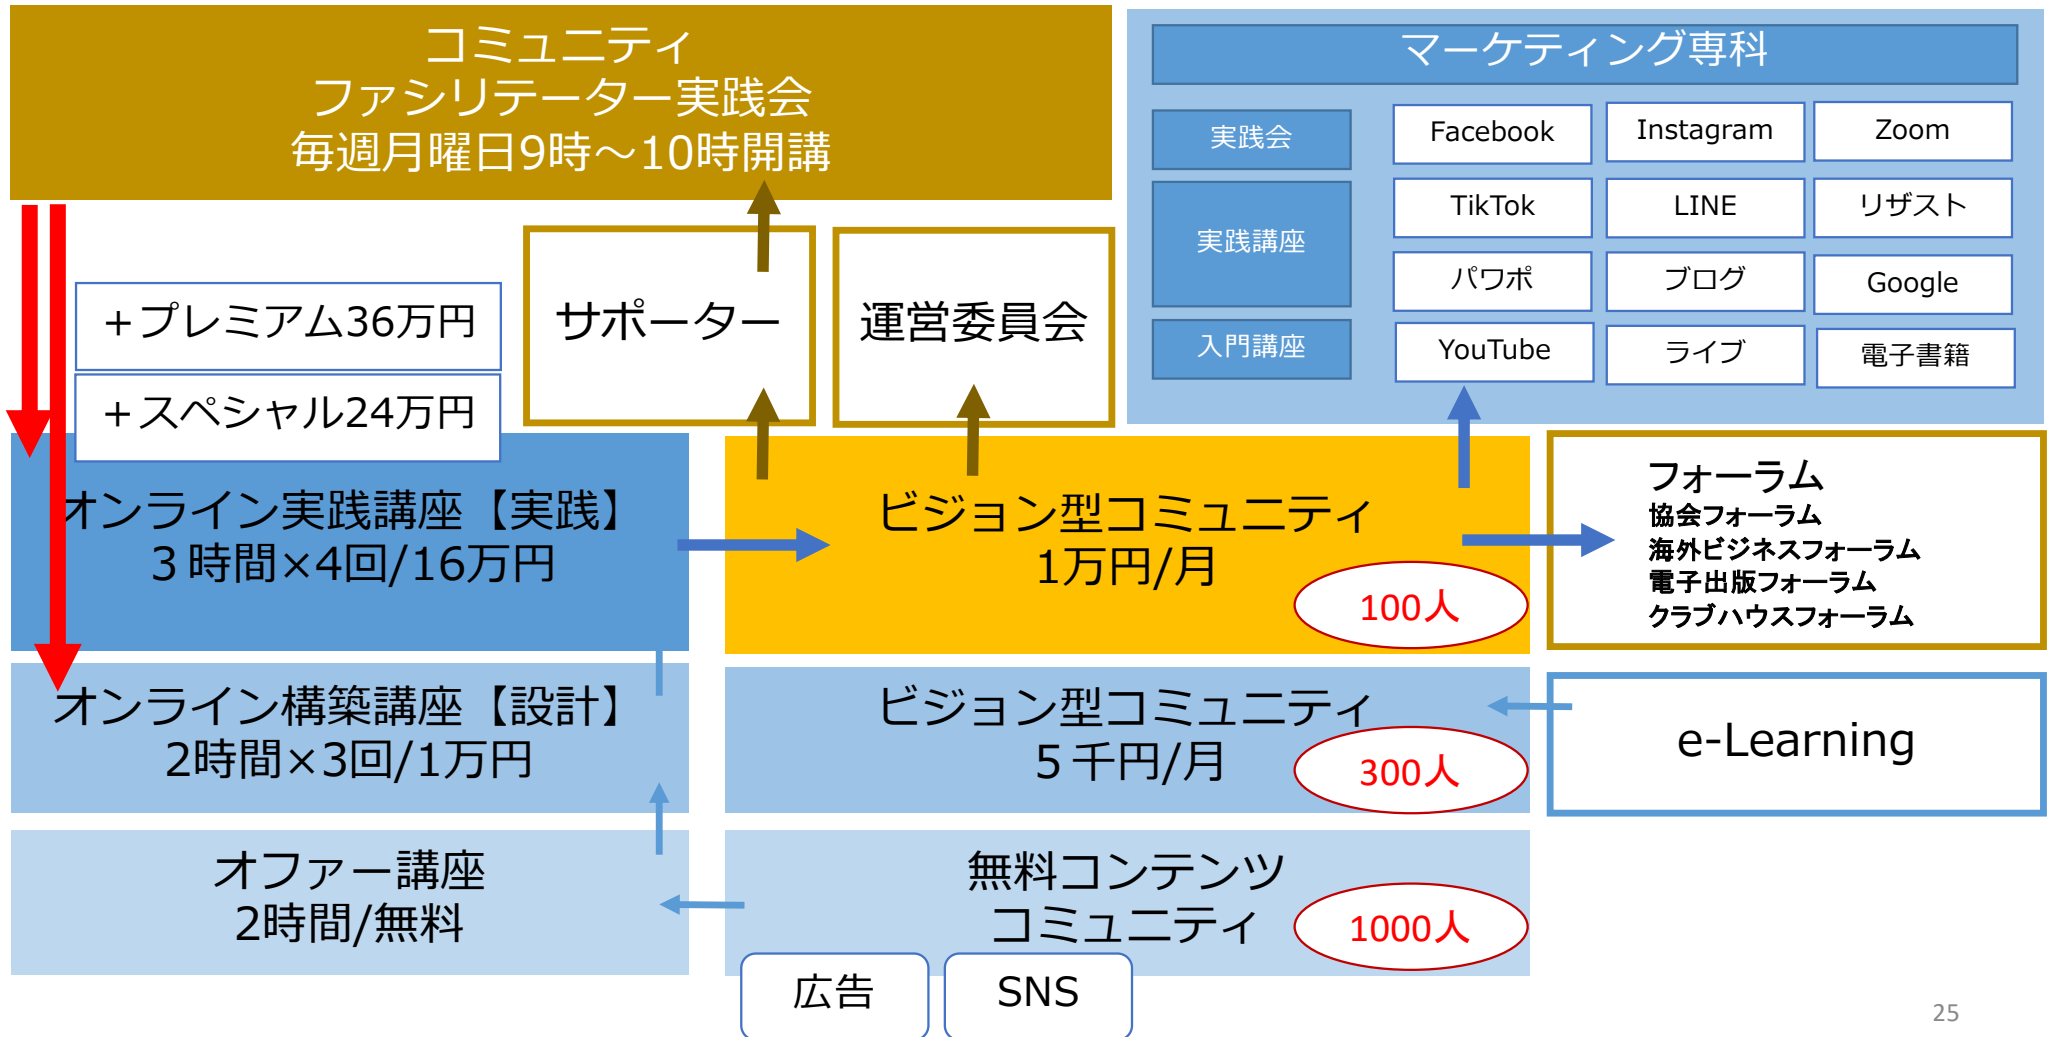 コミュニティ
ファシリテーター実践会
毎週月曜日9時～10時開講
マーケティング専科
実践会
実践講座
入門講座
Facebook
Instagram
Zoom
TikTok
LINE
リザスト
パワポ
ブログ
Google
YouTube
ライブ
電子書籍
+プレミアム36万円
+スペシャル24万円
サポーター
運営委員会
オンライン実践講座【実践】
３時間×4回/16万円
ビジョン型コミュニティ
1万円/月
100人
フォーラム
協会フォーラム
海外ビジネスフォーラム
電子出版フォーラム
クラブハウスフォーラム
オンライン構築講座【設計】
2時間×3回/1万円
ビジョン型コミュニティ
５千円/月
300人
e-Learning
オファー講座
2時間/無料
無料コンテンツ
コミュニティ
1000人
広告
SNS
25